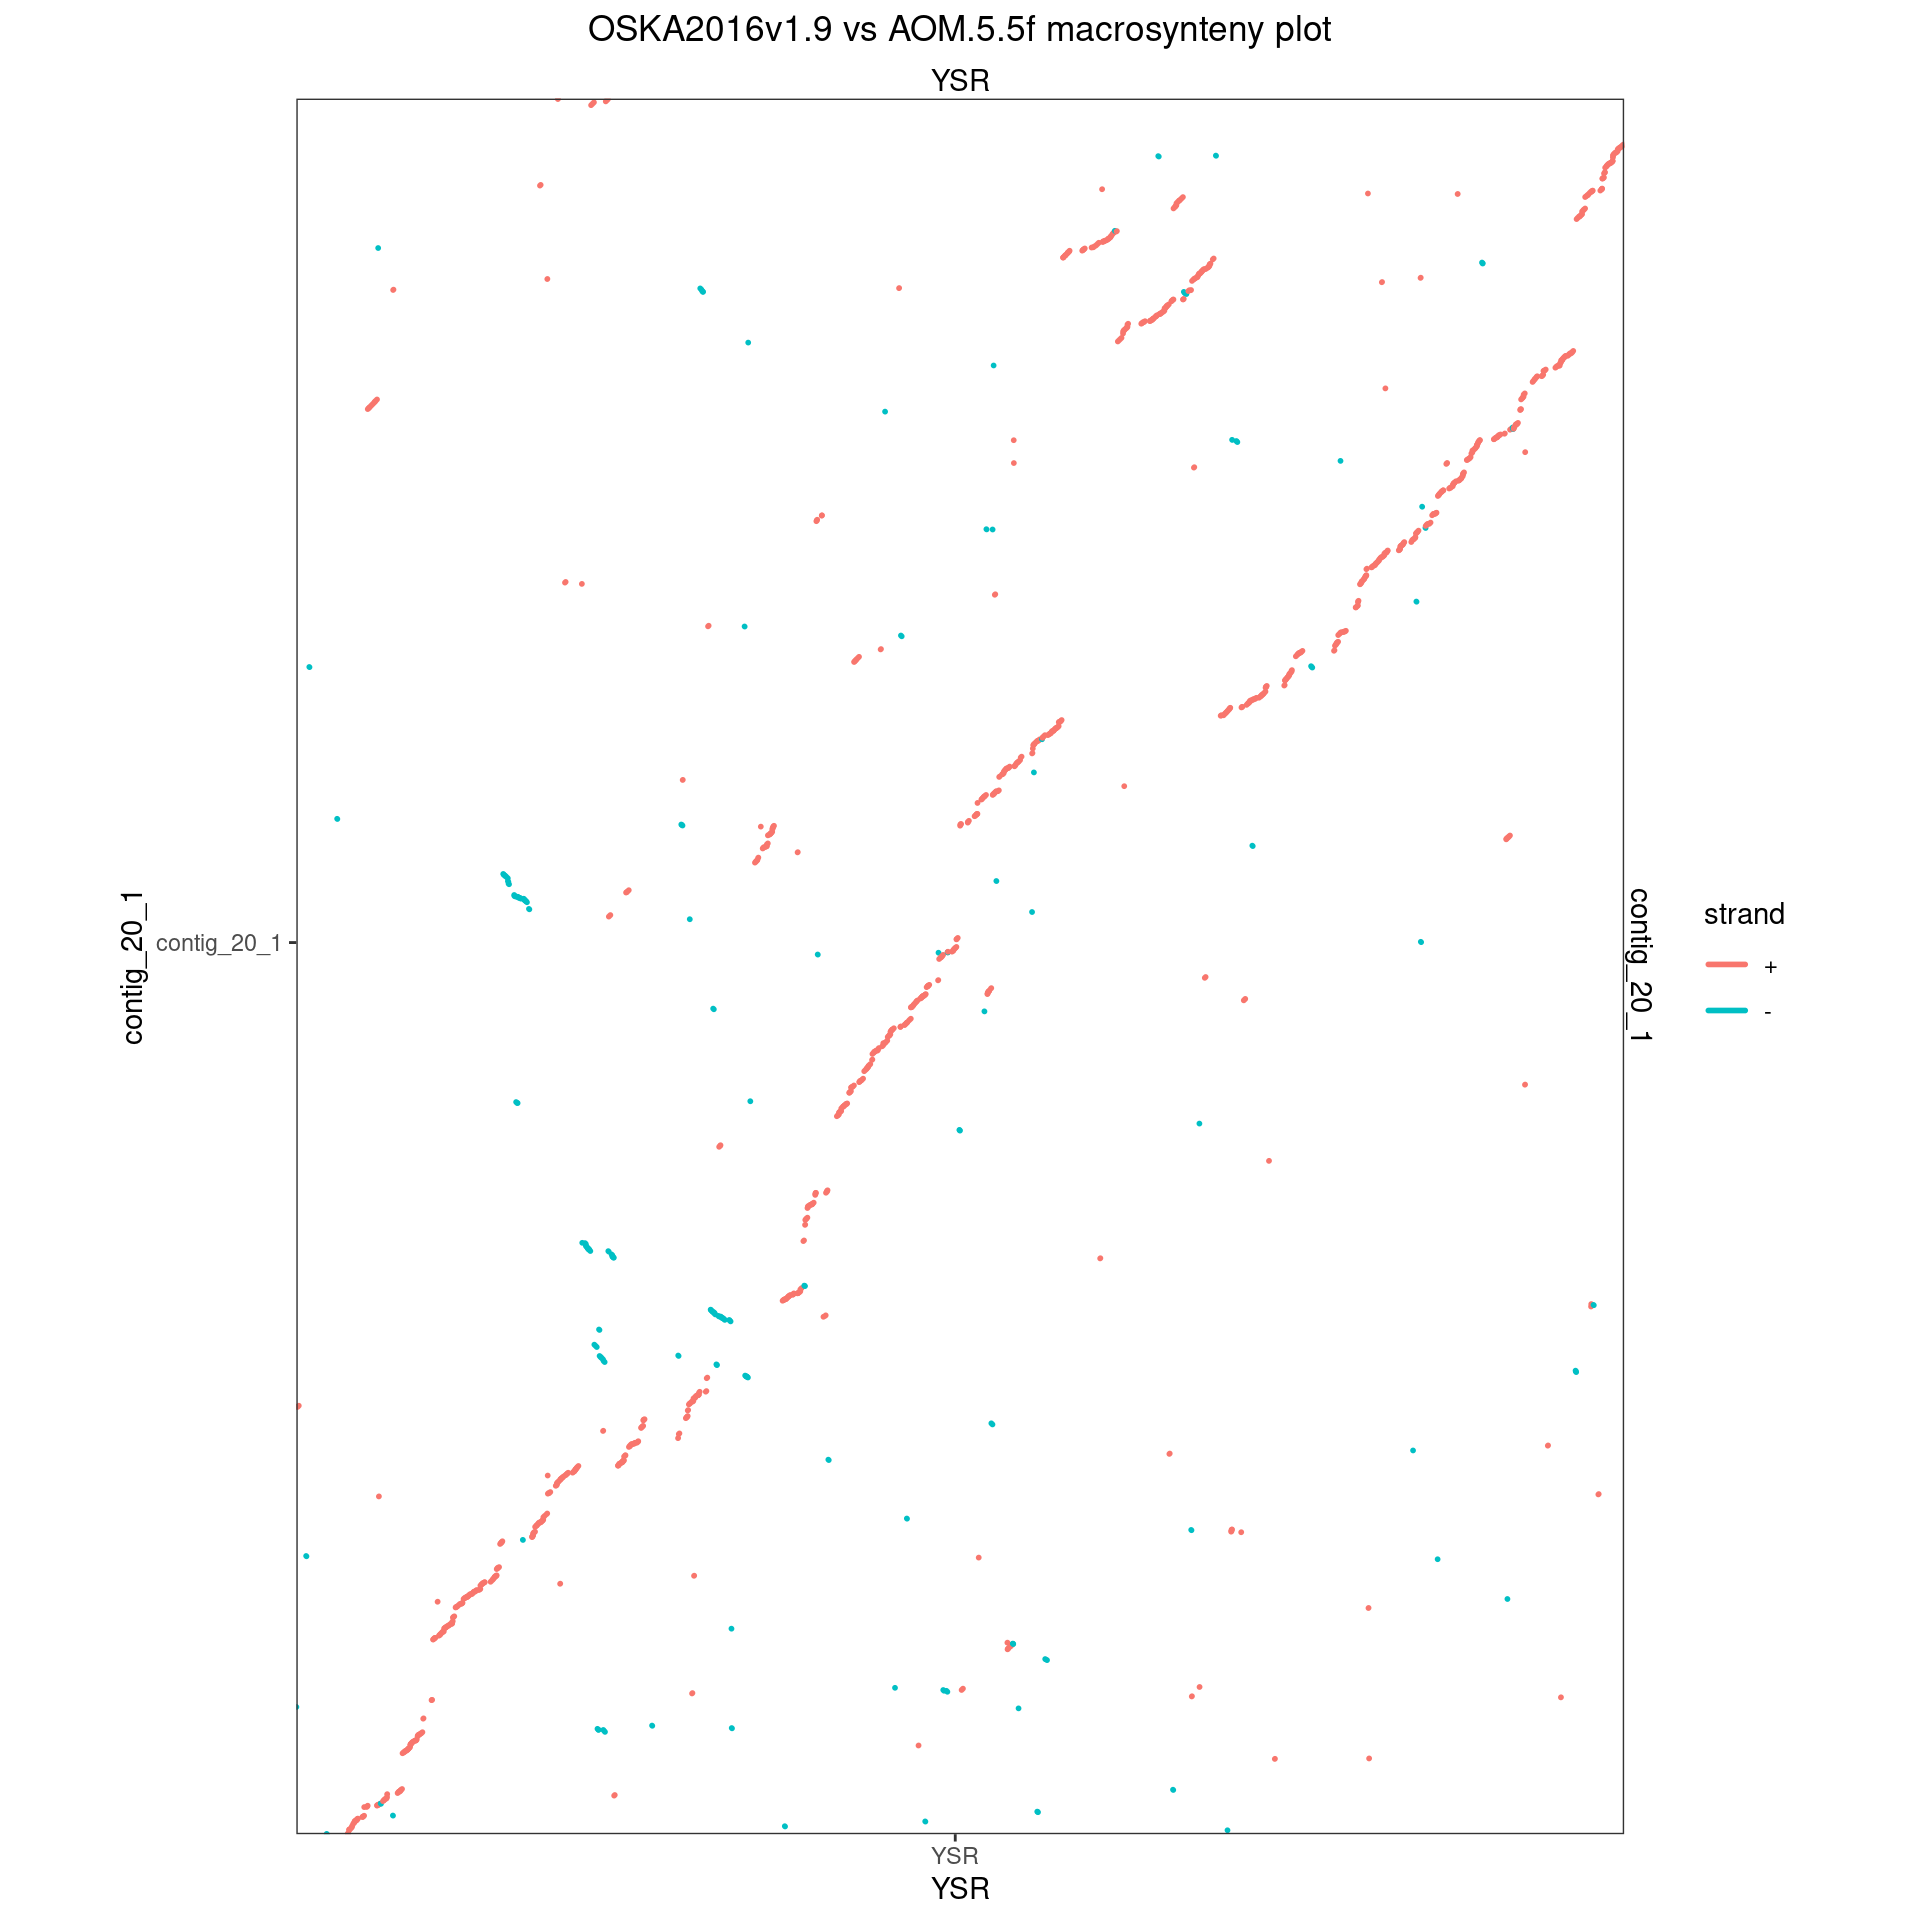 OSKA2016v1.9 vs AOM.5.5f macrosynteny plot
YSR
contig_20_1
contig_20_1
contig_20_1
strand
+
-
YSR
YSR